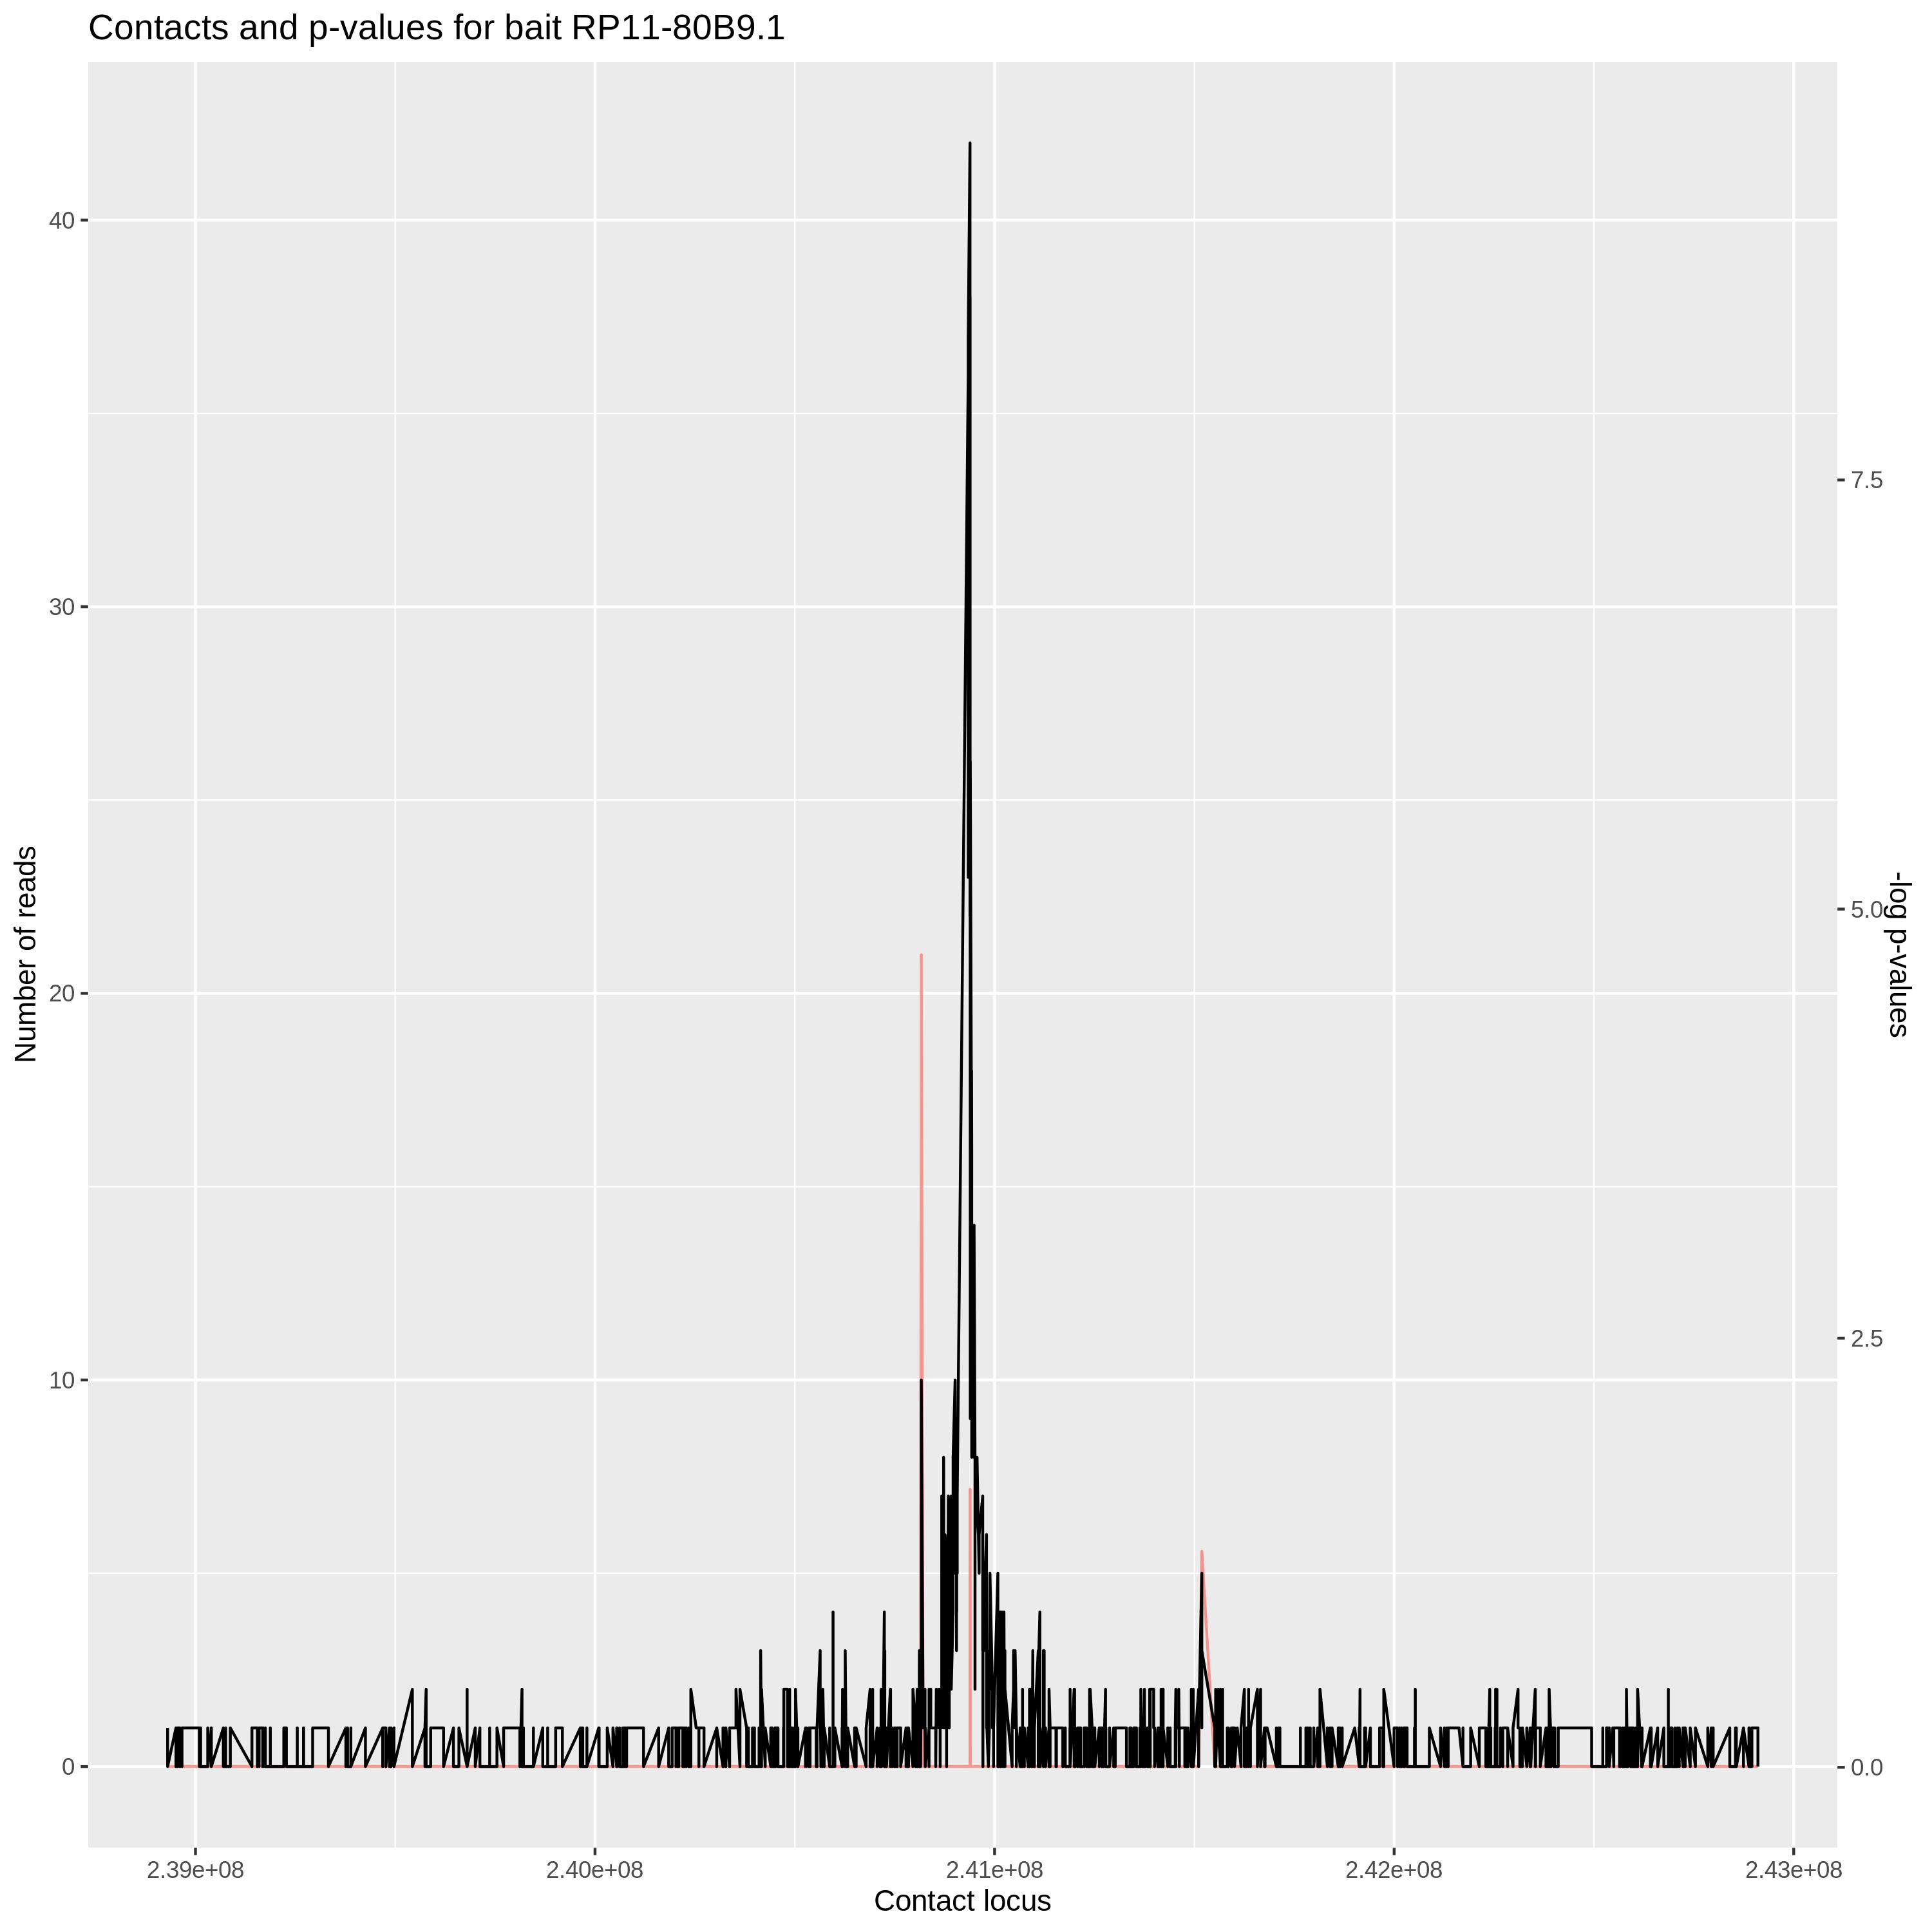 Contacts and p-values for bait RP11-80B9.1
40
30
20
10
0
Number of reads
7.5
5.0
2.5
0.0
-log p-values
2.39e+08
2.40e+08
2.41e+08
2.42e+08
2.43e+08
Contact locus